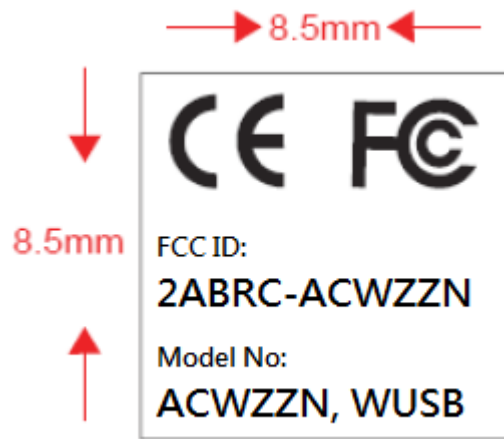 8.5mm
8.5mm
CE FC
FCC ID:
2ABRC-ACWZZN
Model No:
ACWZZN, WUSB